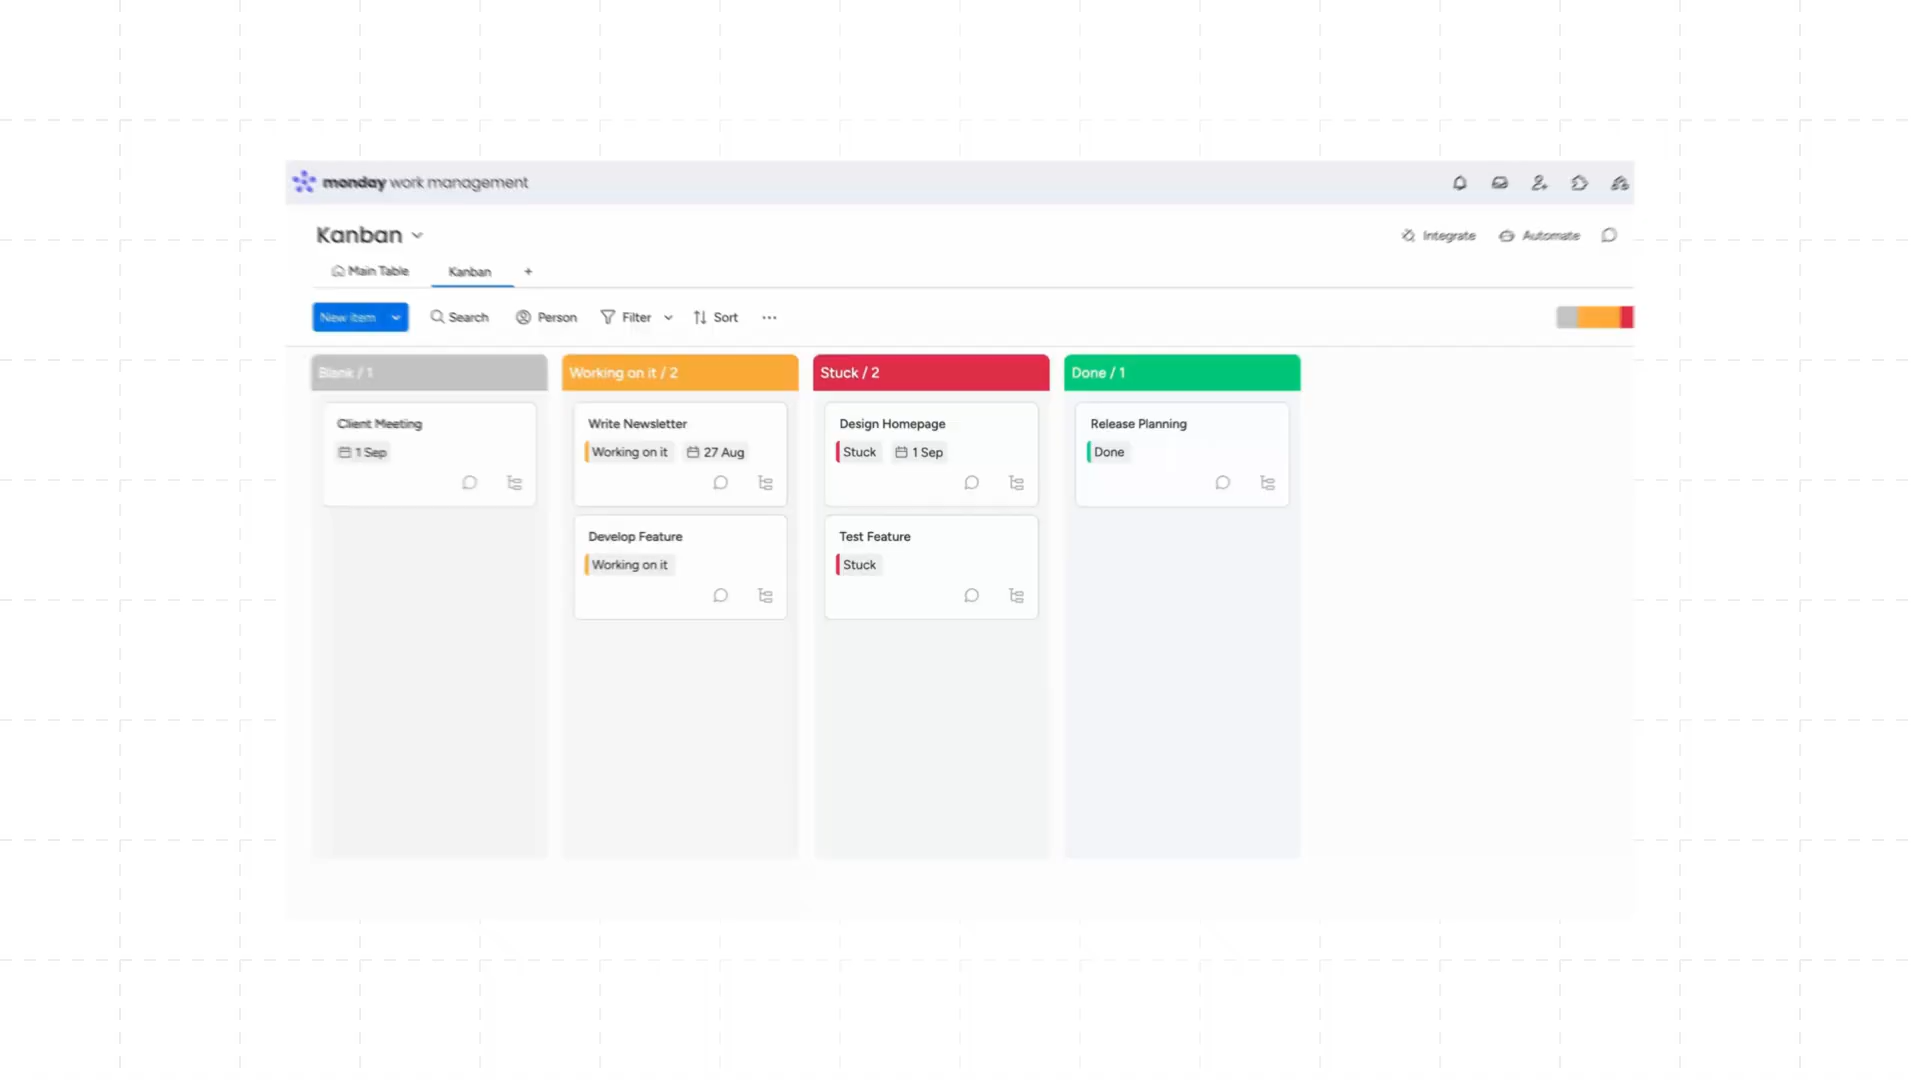 monday work management
Kanban
Integrate
Automate
Main Table
Kanban
+
New item
Search
Person
Filter
Sort
Blank / 1
Client Meeting
1 Sep
Working on it / 2
Write Newsletter
Working on it
27 Aug
Develop Feature
Working on it
Stuck / 2
Design Homepage
Stuck
1 Sep
Test Feature
Stuck
Done / 1
Release Planning
Done